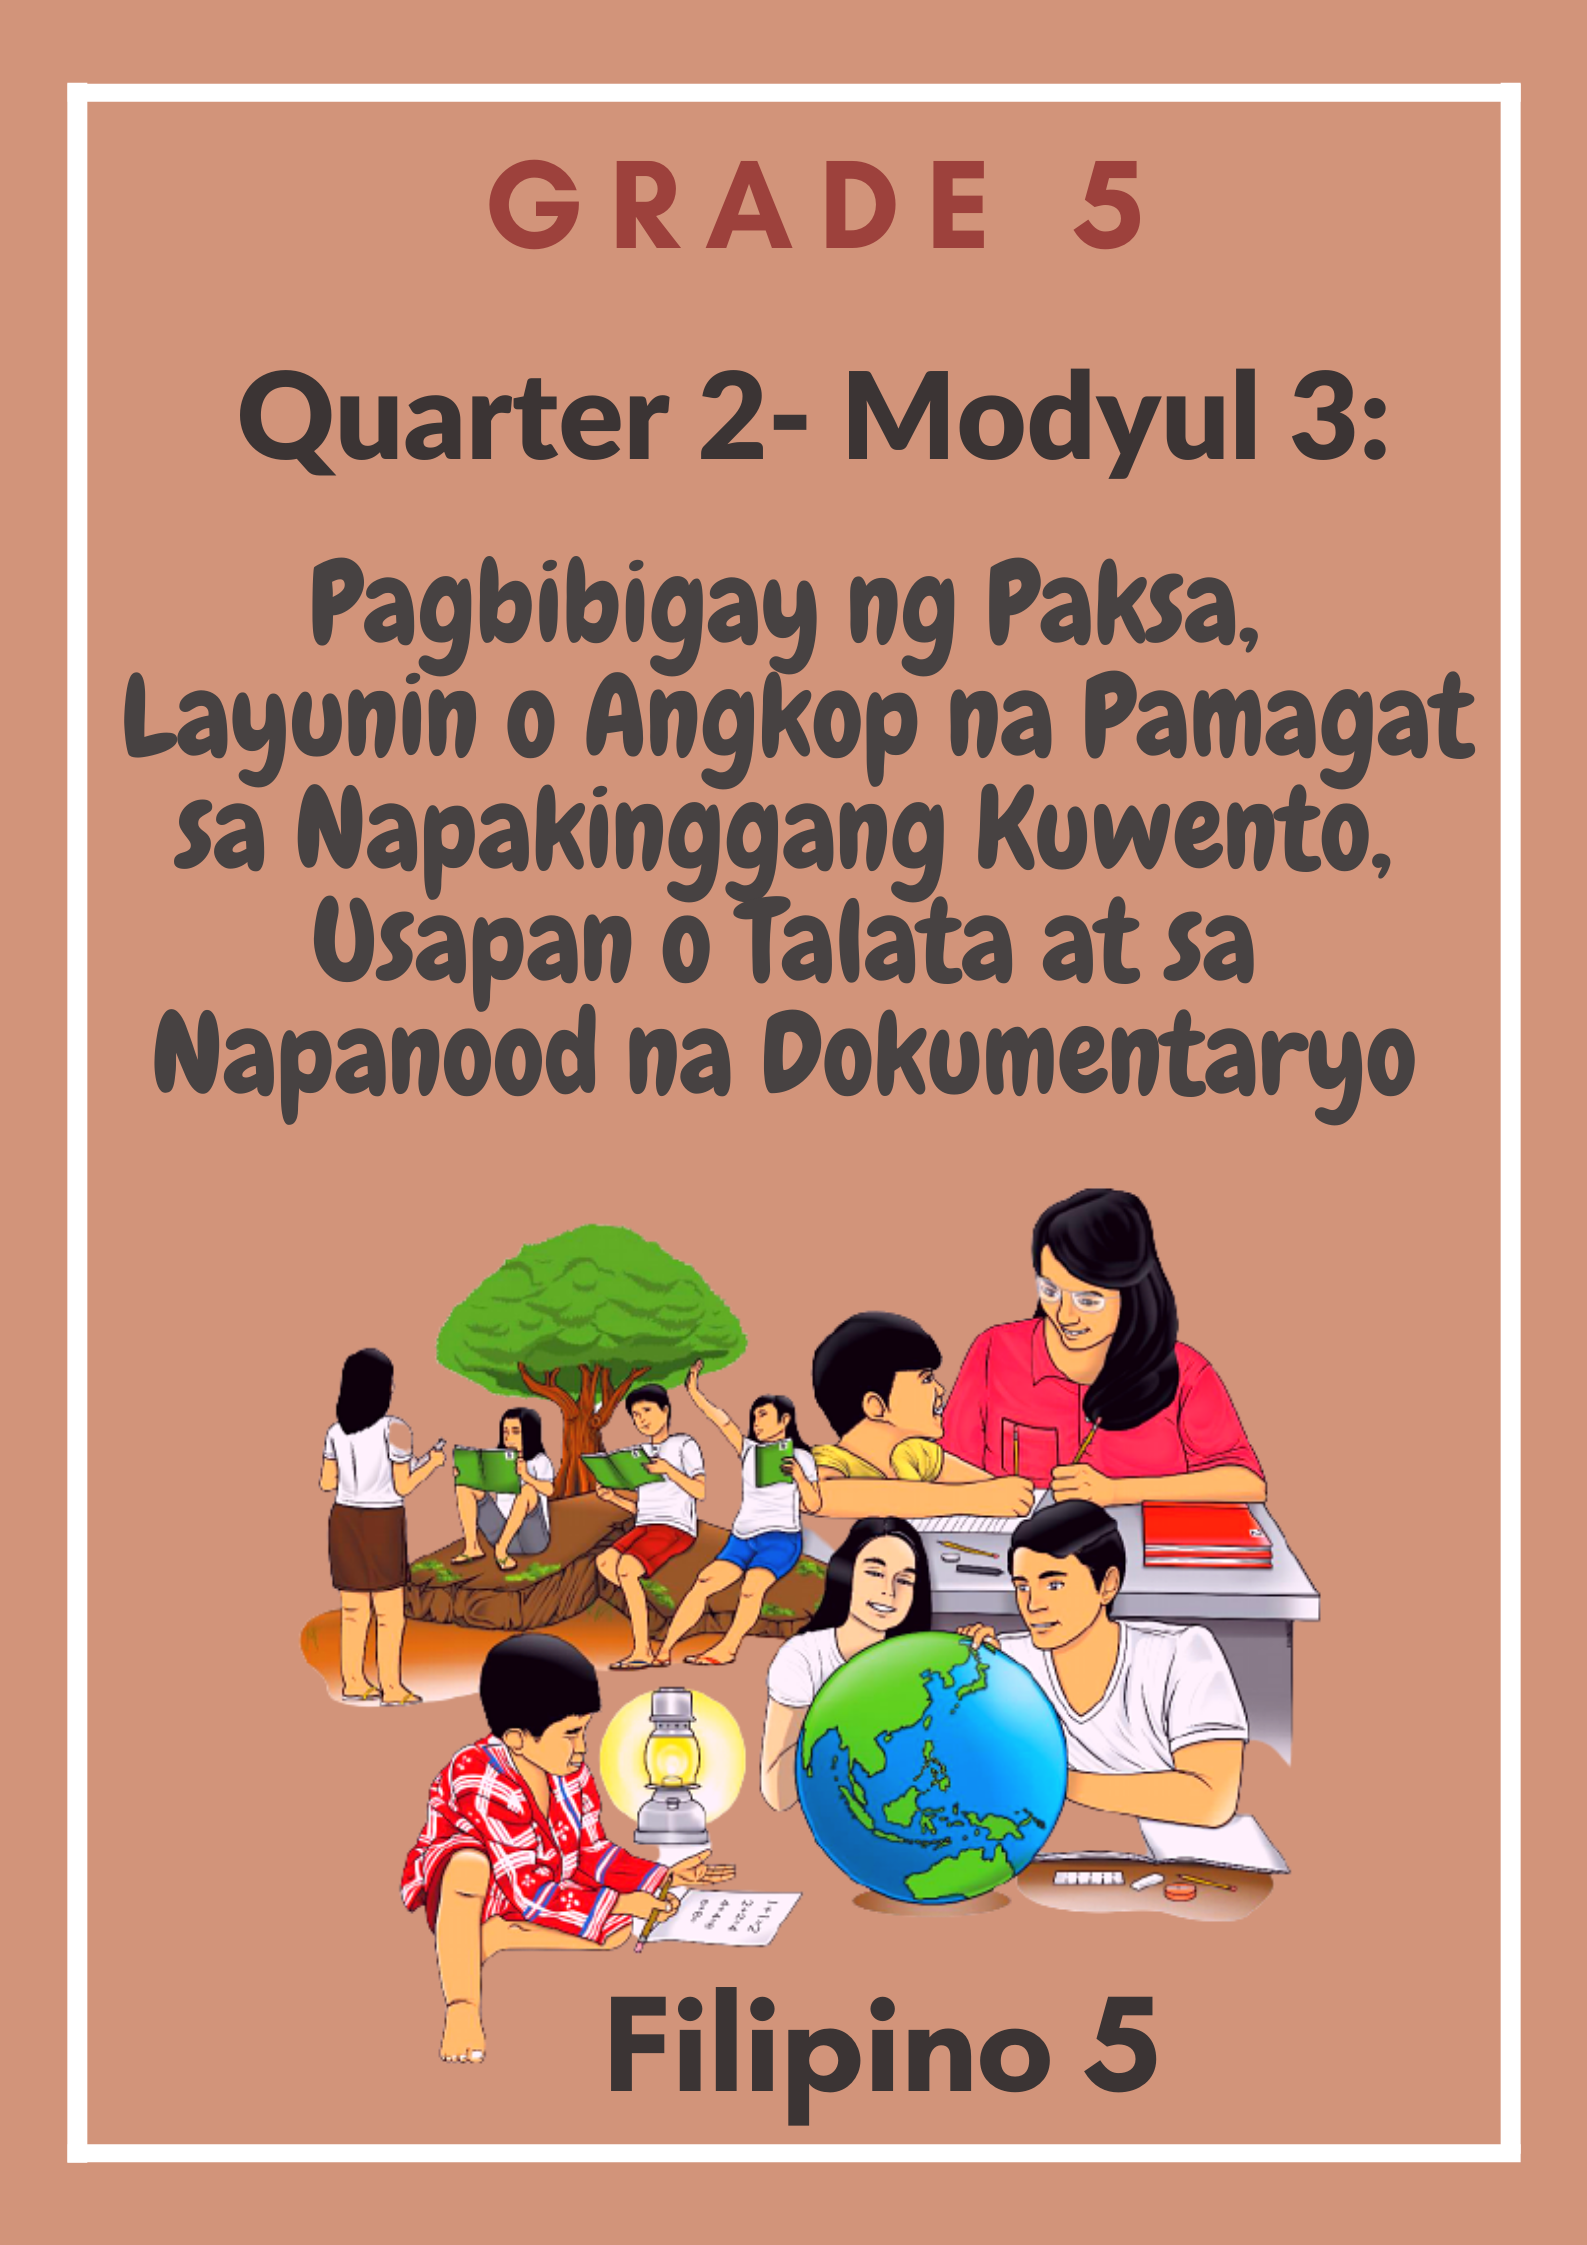 GRADE 5
Quarter 2- Modyul 3:
Pagbibigay ng Paksa,
Layunin o Angkop na Pamagat
sa Napakinggang Kuwento,
Usapan o Talata at sa
Napanood na Dokumentaryo
Filipino 5